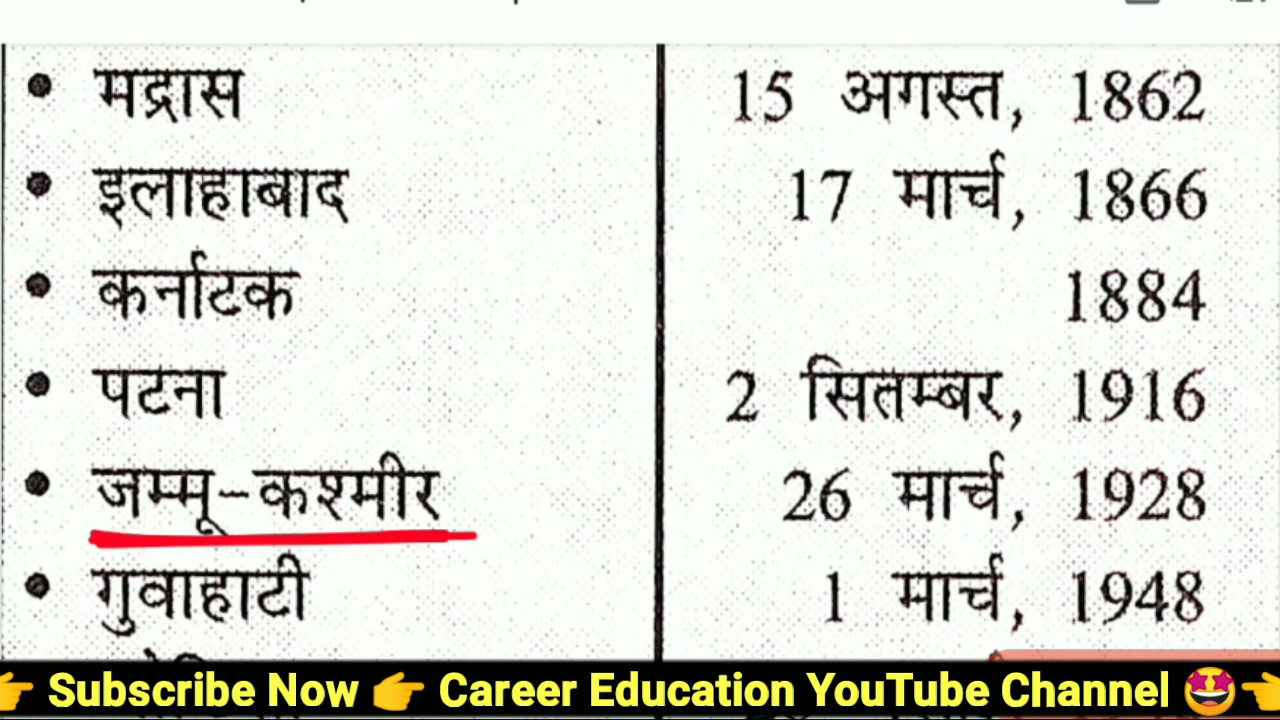 • मद्रास 15 अगस्त, 1862
• इलाहाबाद 17 मार्च, 1866
• कर्नाटक 1884
• पटना 2 सितम्बर, 1916
• जम्मू-कश्मीर 26 मार्च, 1928
• गुवाहाटी 1 मार्च, 1948
👉 Subscribe Now 👉 Career Education YouTube Channel 🤩 👈